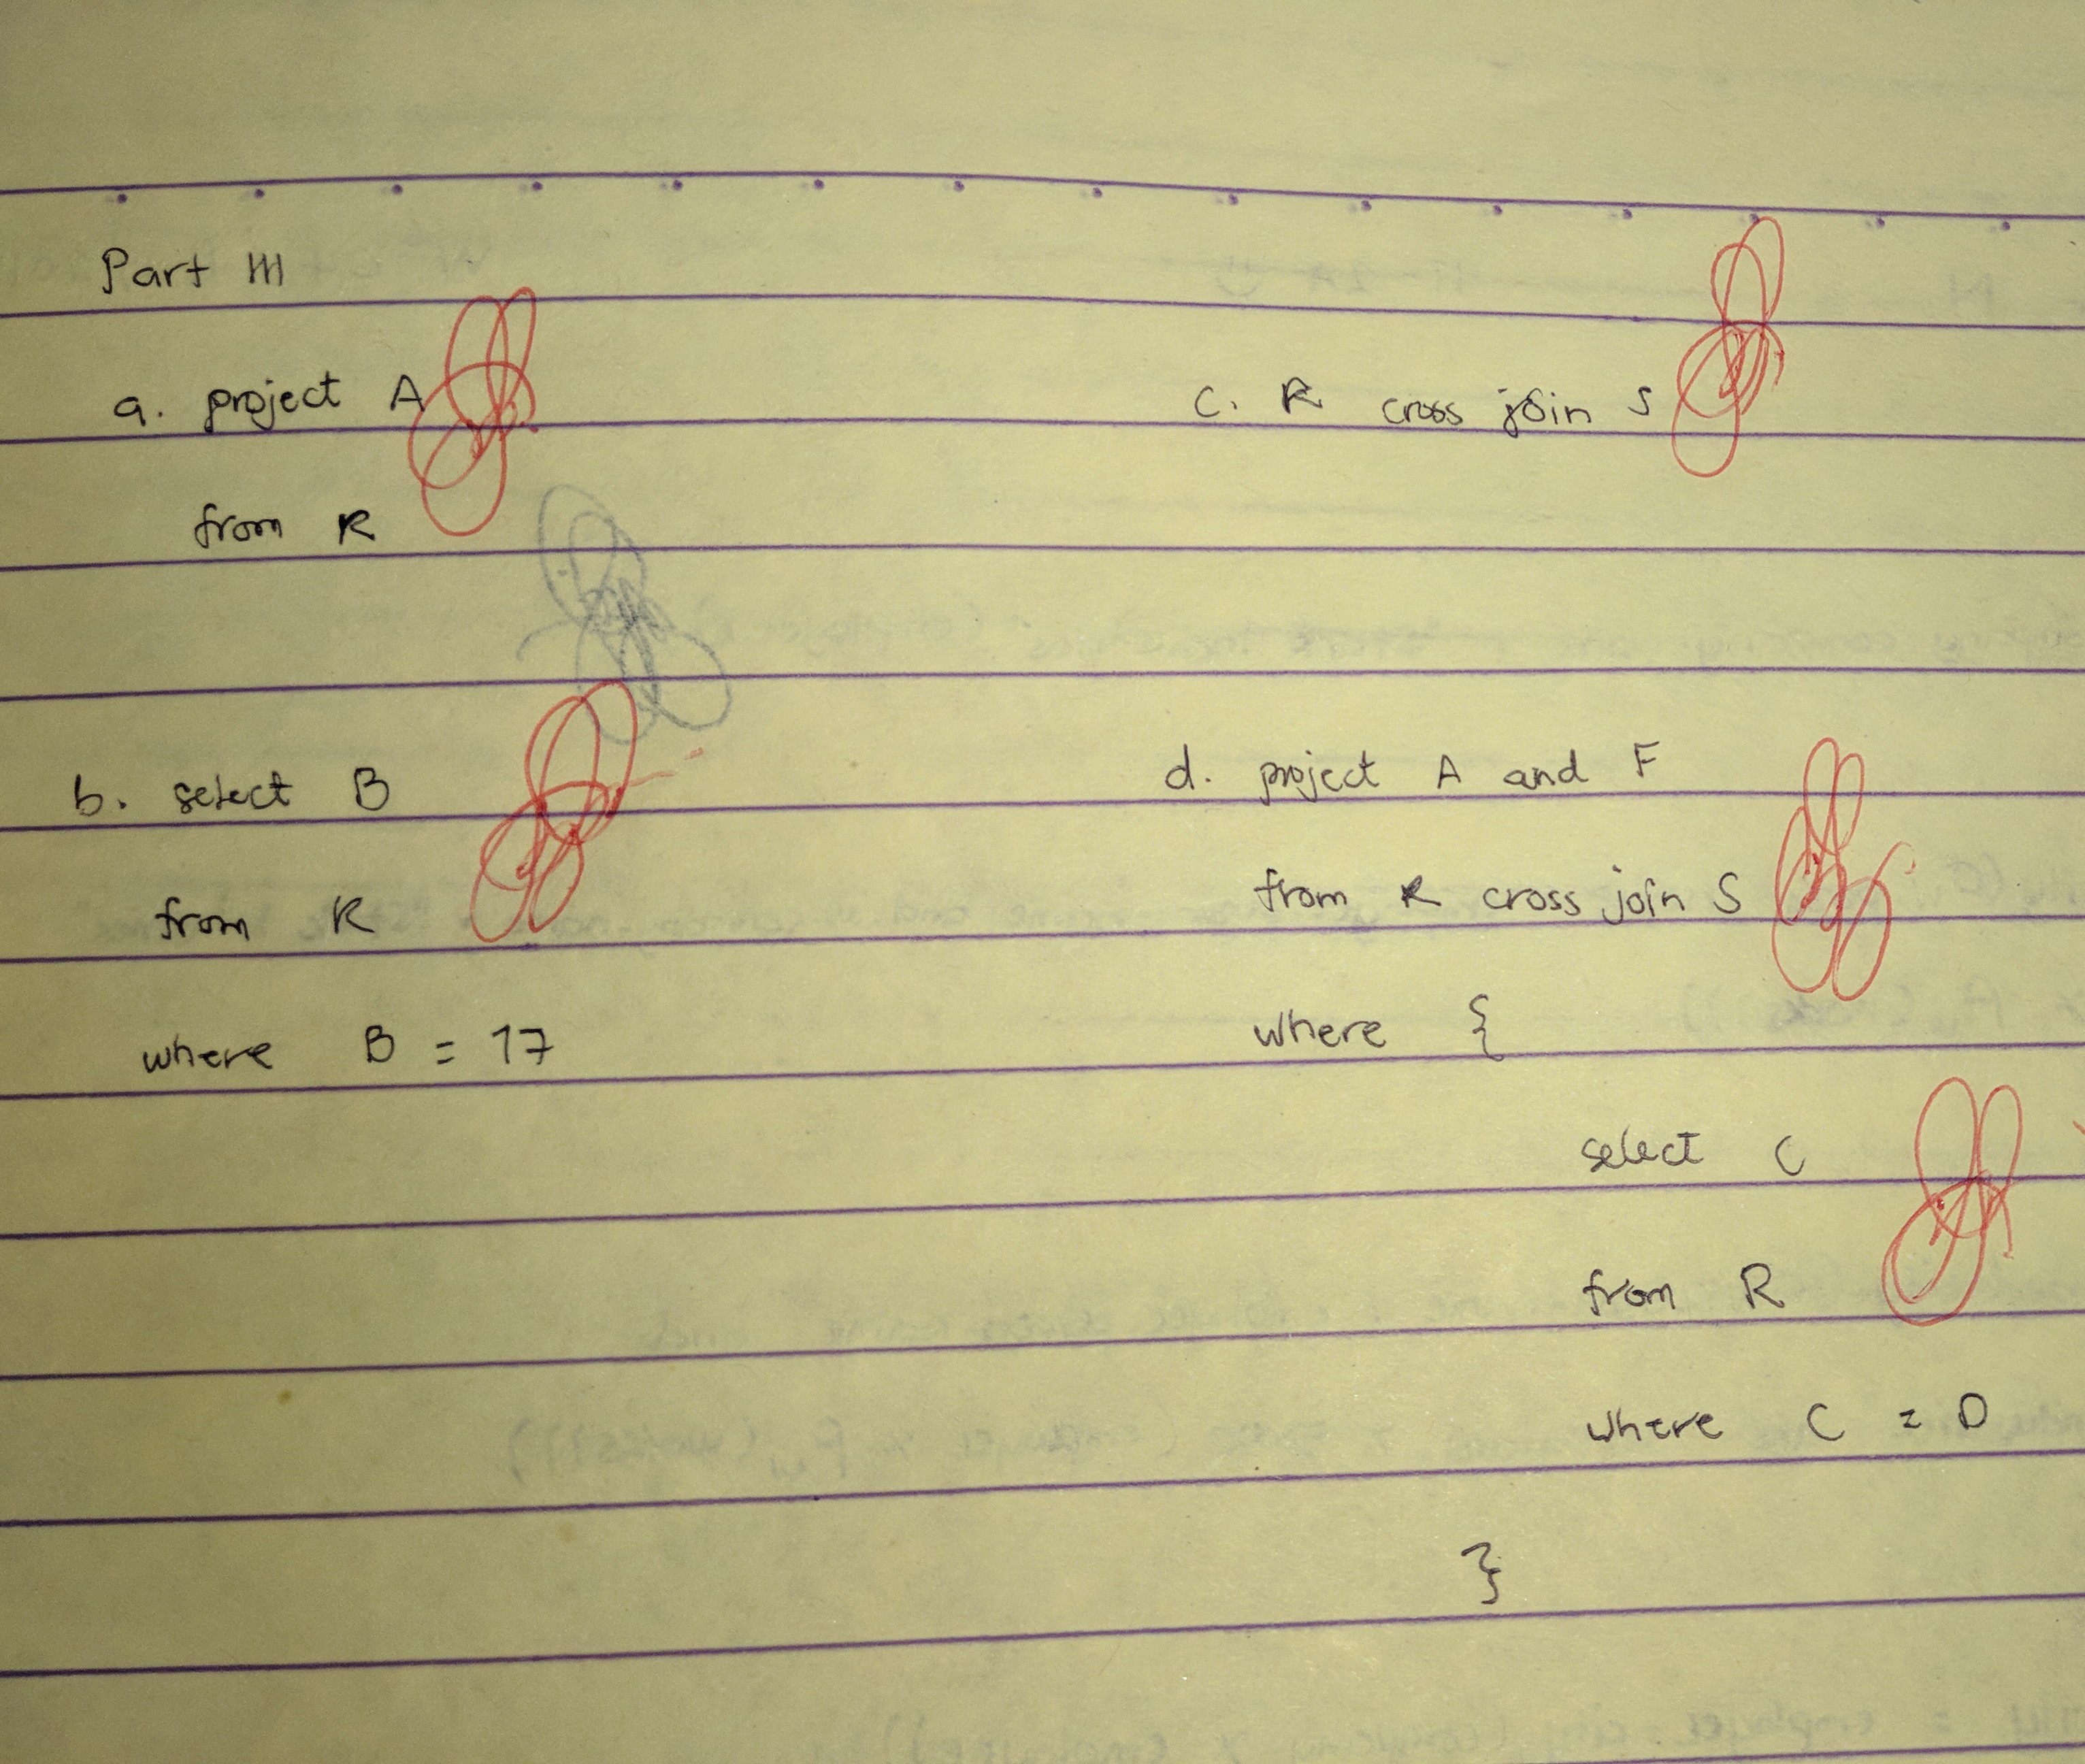 Part III
a. project A
from R
b. select B
from R
where B = 17
c. R cross join S
d. project A and F
from R cross join S
where {
select C
from R
where C = D
}